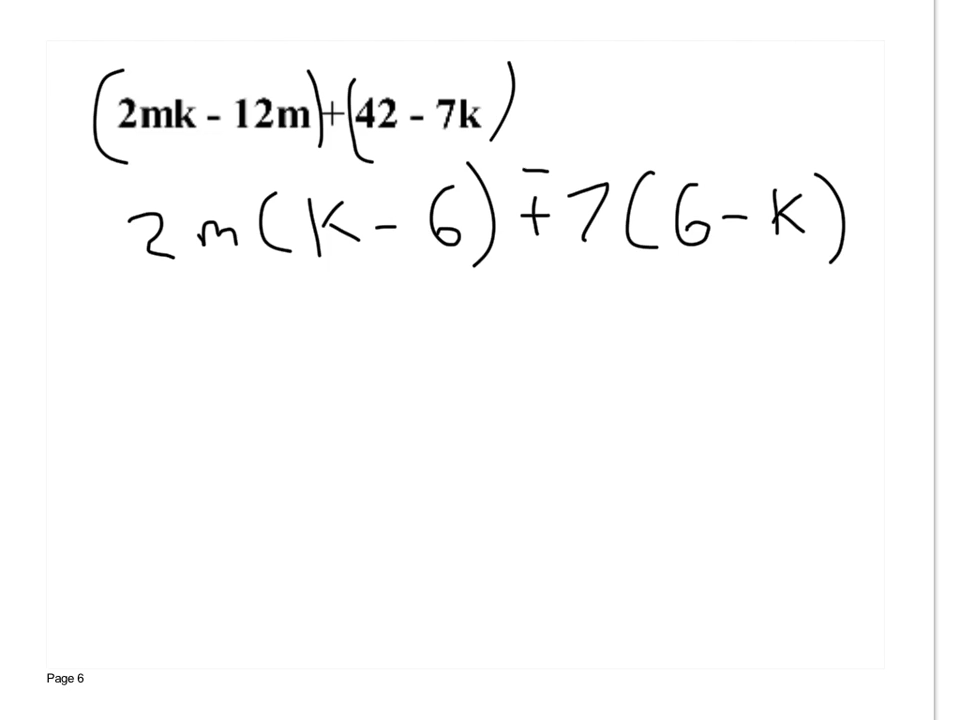 (2mk - 12m)+(42 - 7k)
2m(K-6) ∓ 7(6-K)
Page 6